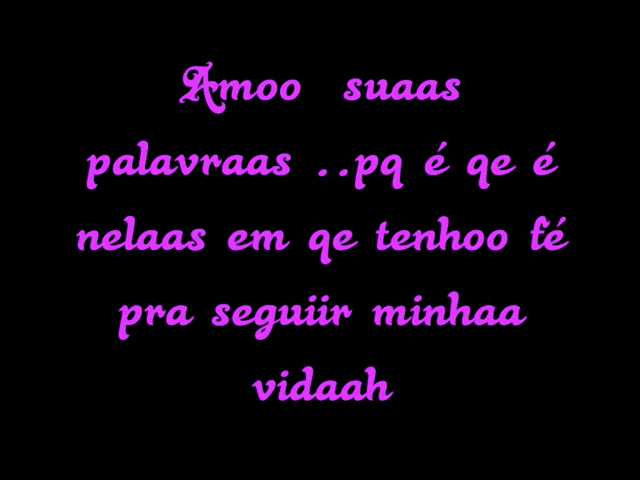 Amoo suaas
palavraas ..pq é qe é
nelaas em qe tenhoo fé
pra seguiir minhaa
vidaah